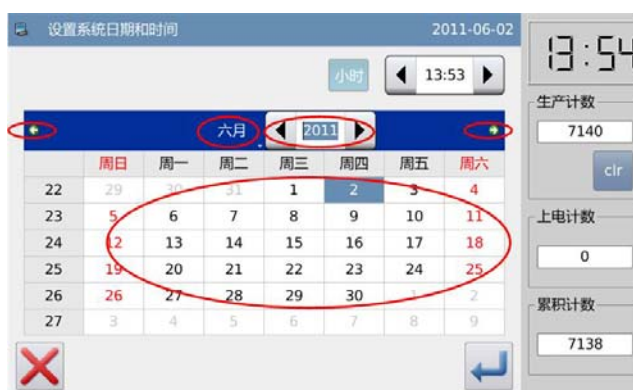 设置系统日期和时间 2011-06-02
小时 13:53
六月 2011
周日 周一 周二 周三 周四 周五 周六
22 29 30 31 1 2 3 4
23 5 6 7 8 9 10 11
24 12 13 14 15 16 17 18
25 19 20 21 22 23 24 25
26 26 27 28 29 30 1 2
27 3 4 5 6 7 8 9
13:54
生产计数
7140
clr
上电计数
0
累积计数
7138